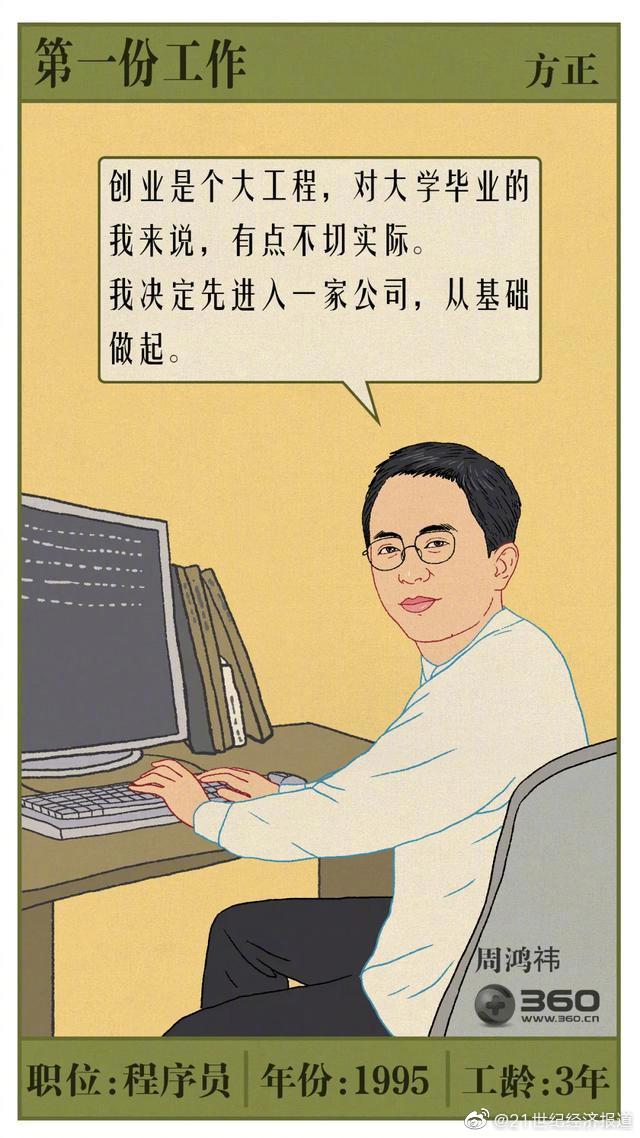 第一份工作
方正
创业是个大工程，对大学毕业的
我来说，有点不切实际。
我决定先进入一家公司，从基础
做起。
周鸿祎
360
www.360.cn
职位:程序员
年份:1995
工龄:3年
@21世纪经济报道